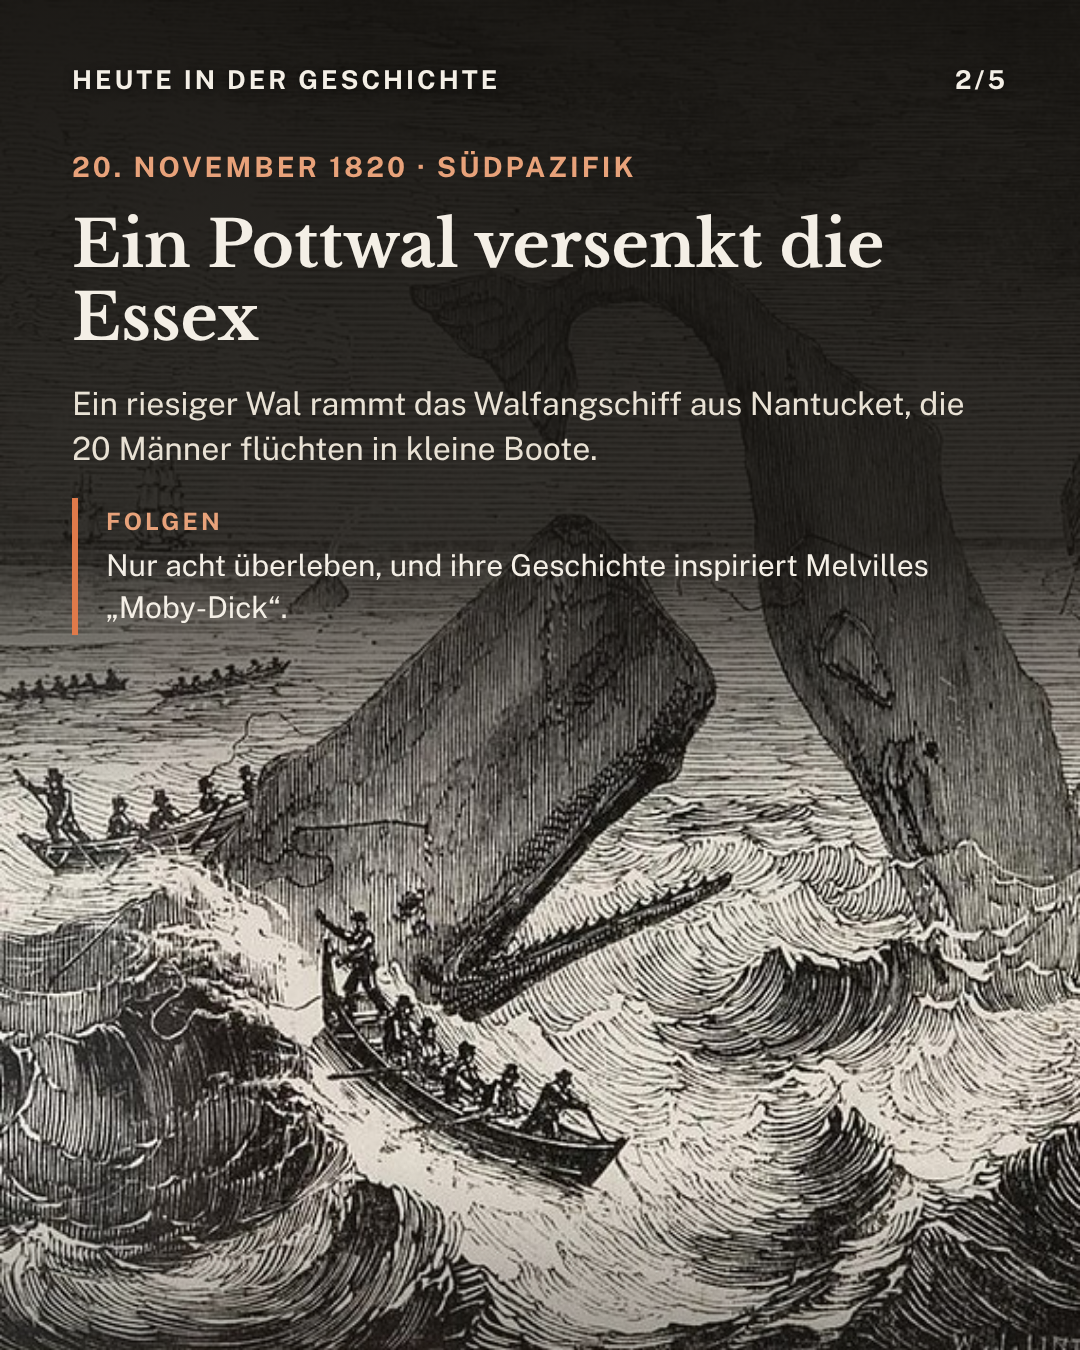 HEUTE IN DER GESCHICHTE
2/5
20. NOVEMBER 1820 · SÜDPAZIFIK
Ein Pottwal versenkt die
Essex
Ein riesiger Wal rammt das Walfangschiff aus Nantucket, die
20 Männer flüchten in kleine Boote.
FOLGEN
Nur acht überleben, und ihre Geschichte inspiriert Melvilles
„Moby-Dick“.